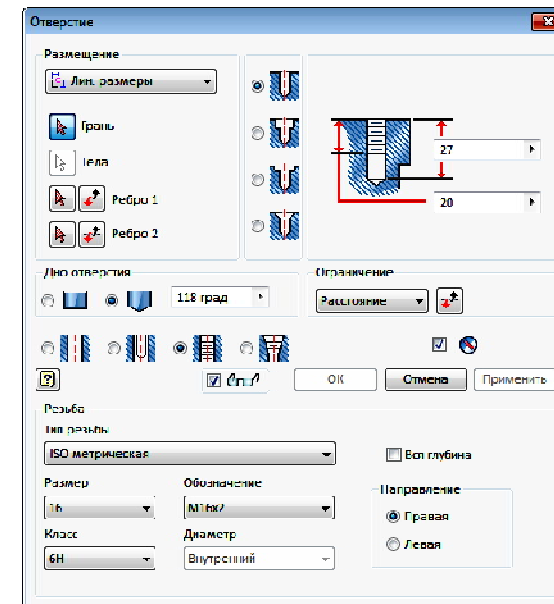 Отверстие
Размещение
Лин. размеры
Грань
Тела
Ребро 1
Ребро 2
27
20
Дно отверстия
118 град
Ограничение
Расстояние
OK
Отмена
Применить
Резьба
Тип резьбы
ISO метрическая
Вся глубина
Размер
Обозначение
16
M16x2
Направление
Правая
Левая
Класс
Диаметр
6H
Внутренний